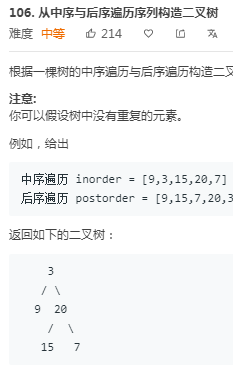 106. 从中序与后序遍历序列构造二叉树
难度 中等 214
根据一棵树的中序遍历与后序遍历构造二叉
注意:
你可以假设树中没有重复的元素。
例如，给出
中序遍历 inorder = [9,3,15,20,7]
后序遍历 postorder = [9,15,7,20,3
返回如下的二叉树：
3
/ \
9 20
/ \
15 7